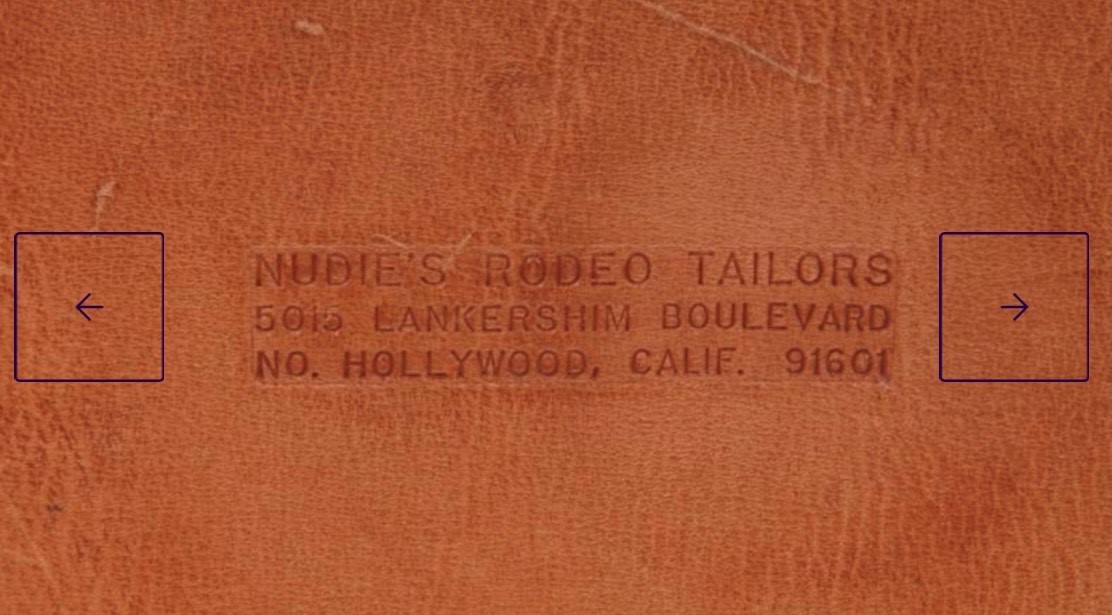 NUDIE'S RODEO TAILORS
5015 LANKERSHIM BOULEVARD
NO. HOLLYWOOD, CALIF. 91601